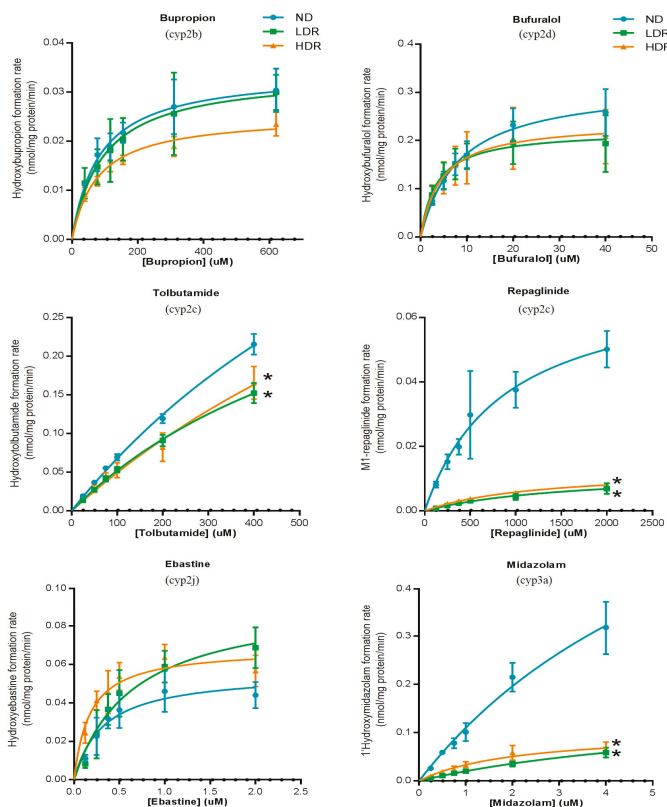 Bupropion
(cyp2b)
ND
LDR
HDR
Hydroxybupropion formation rate
(nmol/mg protein/min)
0.04
0.03
0.02
0.01
0.00
0
200
400
600
[Bupropion] (uM)
Bufuralol
(cyp2d)
ND
LDR
HDR
Hydroxybutuралol formation rate
(nmol/mg protein/min)
0.4
0.3
0.2
0.1
0.0
0
10
20
30
40
50
[Bufuralol] (uM)
Tolbutamide
(cyp2c)
Hydroxytolbutamide formation rate
(nmol/mg protein/min)
0.25
0.20
0.15
0.10
0.05
0.00
0
100
200
300
400
500
*
*
[Tolbutamide] (uM)
Repaglinide
(cyp2c)
M1-repaglinide formation rate
(nmol/mg protein/min)
0.06
0.04
0.02
0.00
0
500
1000
1500
2000
2500
*
*
[Repaglinide] (uM)
Ebastine
(cyp2j)
Hydroxyebastine formation rate
(nmol/mg protein/min)
0.10
0.08
0.06
0.04
0.02
0.00
0.0
0.5
1.0
1.5
2.0
2.5
[Ebastine] (uM)
Midazolam
(cyp3a)
1'Hydroxymidazolam formation rate
(nmol/mg protein/min)
0.4
0.3
0.2
0.1
0.0
0
1
2
3
4
5
*
*
[Midazolam] (uM)